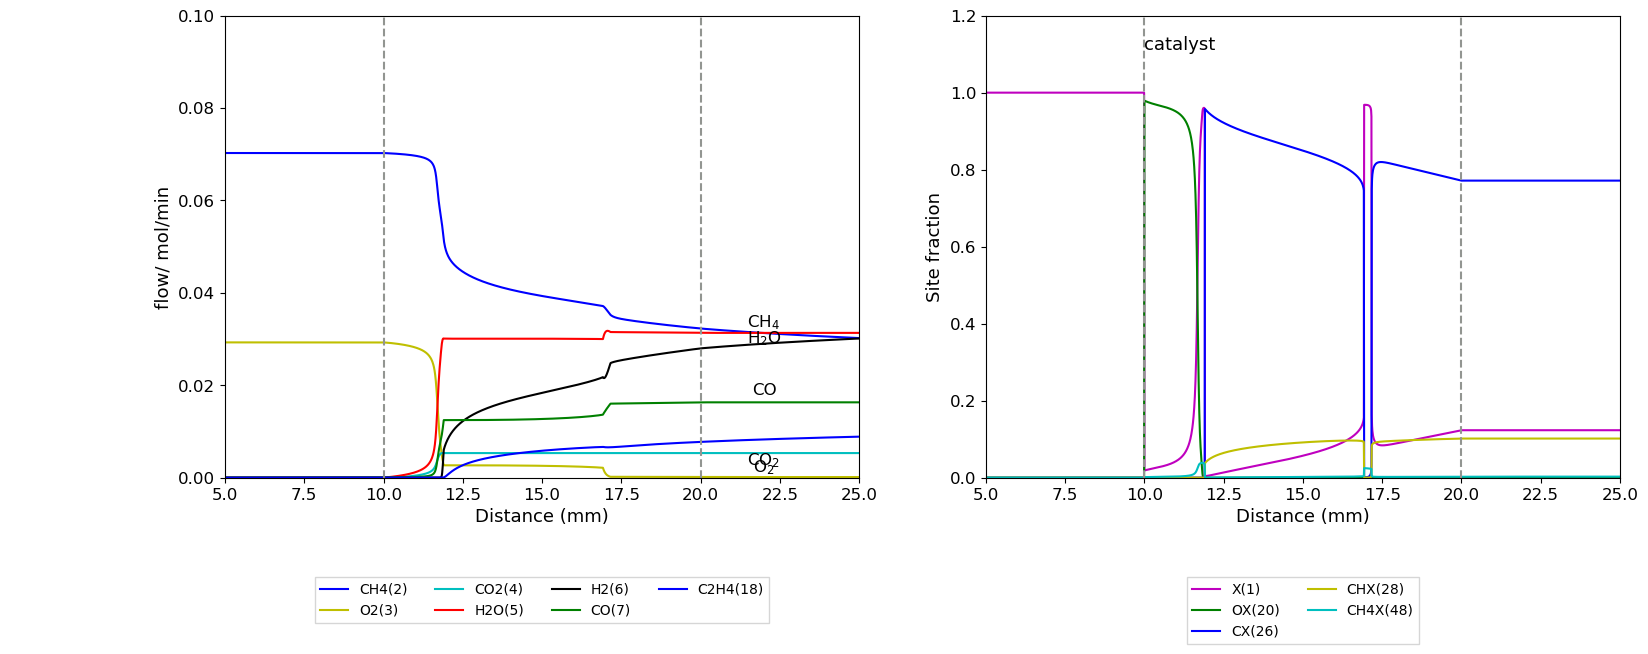 0.10
0.08
0.06
0.04
0.02
0.00
flow/ mol/min
5.0 7.5 10.0 12.5 15.0 17.5 20.0 22.5 25.0
Distance (mm)
CH₄
H₂O
CO
CO₂
O₂
CH4(2) CO2(4) H2(6) C2H4(18)
O2(3) H2O(5) CO(7)
1.2
1.0
0.8
0.6
0.4
0.2
0.0
Site fraction
catalyst
5.0 7.5 10.0 12.5 15.0 17.5 20.0 22.5 25.0
Distance (mm)
X(1) CHX(28)
OX(20) CH4X(48)
CX(26)